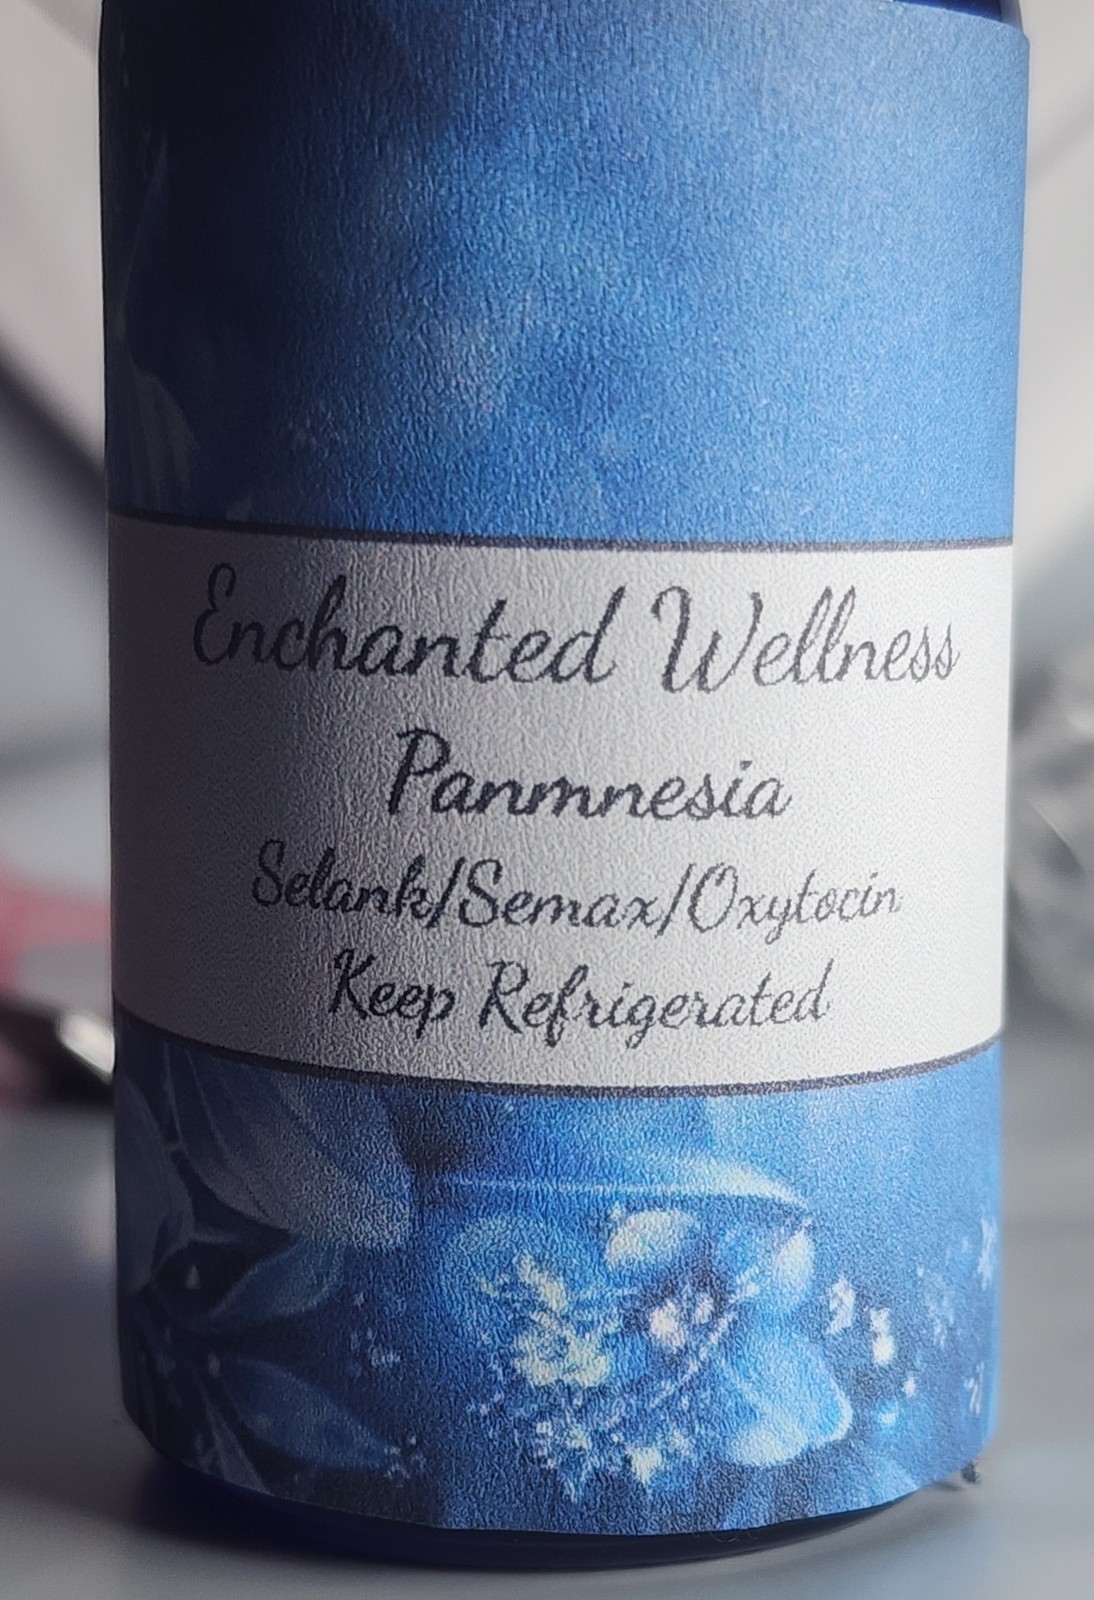 Enchanted Wellness
Panmnesia
Selank/Semax/Oxytocin
Keep Refrigerated